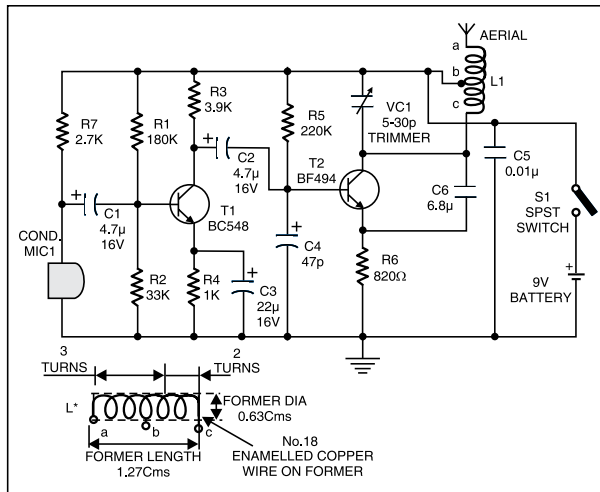 AERIAL
a
b
L1
c
R3
3.9K
R7
2.7K
R1
180K
R5
220K
VC1
5-30p
TRIMMER
+
C2
4.7µ
16V
T2
BF494
C5
0.01µ
+
C1
4.7µ
16V
T1
BC548
C6
6.8µ
S1
SPST
SWITCH
COND.
MIC1
+
C4
47p
R2
33K
R4
1K
+
C3
22µ
16V
R6
820Ω
+
9V
BATTERY
3
TURNS
2
TURNS
L*
a
b
c
FORMER DIA
0.63Cms
FORMER LENGTH
1.27Cms
No.18
ENAMELLED COPPER
WIRE ON FORMER